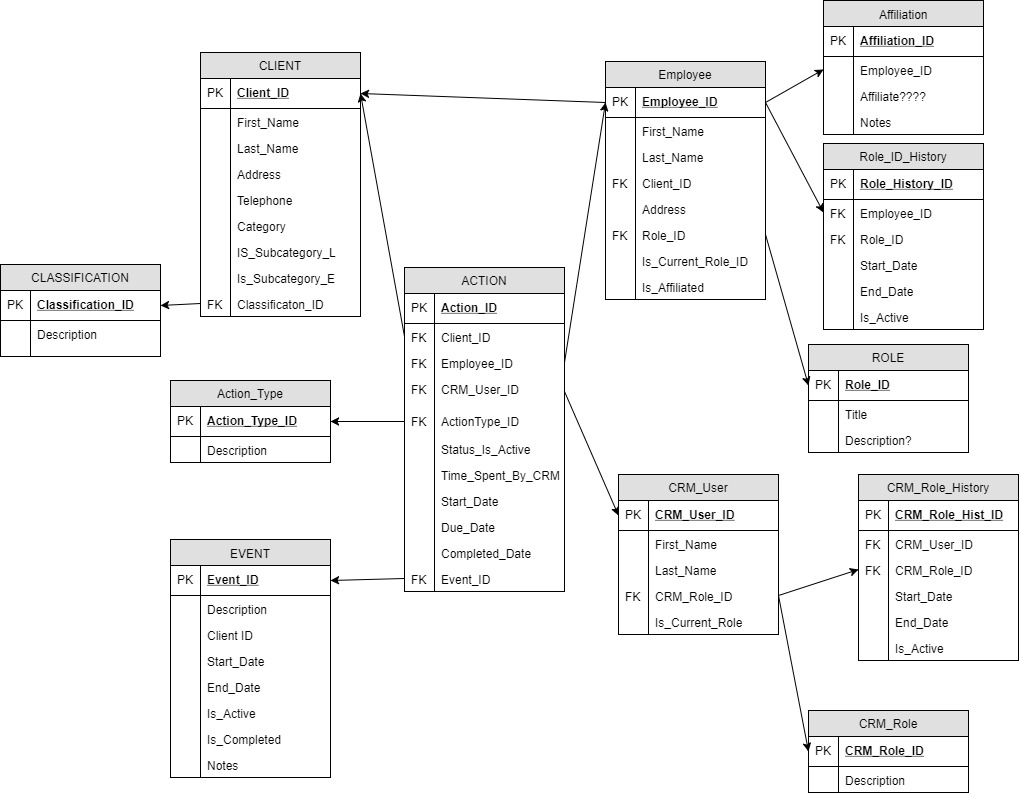 Affiliation
PK Affiliation_ID
Employee_ID
Affiliate????
Notes
CLIENT
PK Client_ID
First_Name
Last_Name
Address
Telephone
Category
IS_Subcategory_L
Is_Subcategory_E
FK Classificaton_ID
Employee
PK Employee_ID
First_Name
Last_Name
FK Client_ID
Address
FK Role_ID
Is_Current_Role_ID
Is_Affiliated
Role_ID_History
PK Role_History_ID
FK Employee_ID
FK Role_ID
Start_Date
End_Date
Is_Active
CLASSIFICATION
PK Classification_ID
Description
ACTION
PK Action_ID
FK Client_ID
FK Employee_ID
FK CRM_User_ID
FK ActionType_ID
Status_Is_Active
Time_Spent_By_CRM
Start_Date
Due_Date
Completed_Date
FK Event_ID
ROLE
PK Role_ID
Title
Description?
Action_Type
PK Action_Type_ID
Description
CRM_User
PK CRM_User_ID
First_Name
Last_Name
FK CRM_Role_ID
Is_Current_Role
CRM_Role_History
PK CRM_Role_Hist_ID
FK CRM_User_ID
FK CRM_Role_ID
Start_Date
End_Date
Is_Active
EVENT
PK Event_ID
Description
Client ID
Start_Date
End_Date
Is_Active
Is_Completed
Notes
CRM_Role
PK CRM_Role_ID
Description